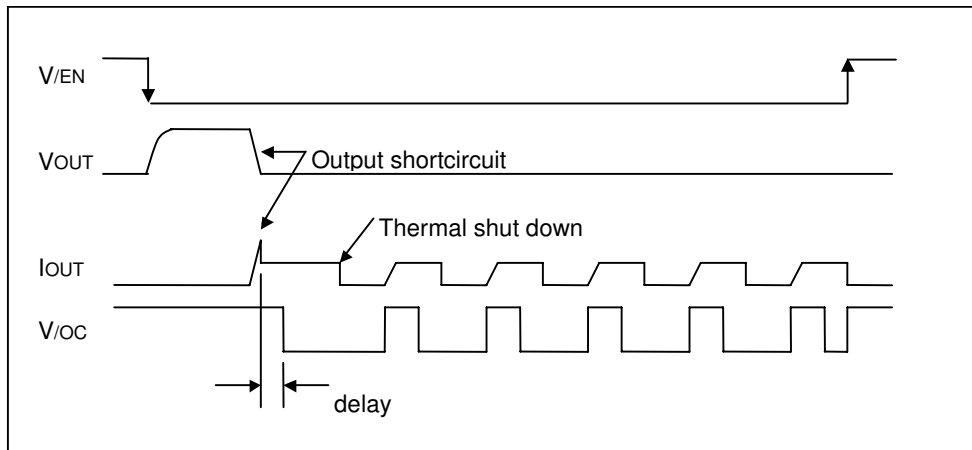 V/EN
VOUT
Output shortcircuit
Thermal shut down
IOUT
V/OC
delay